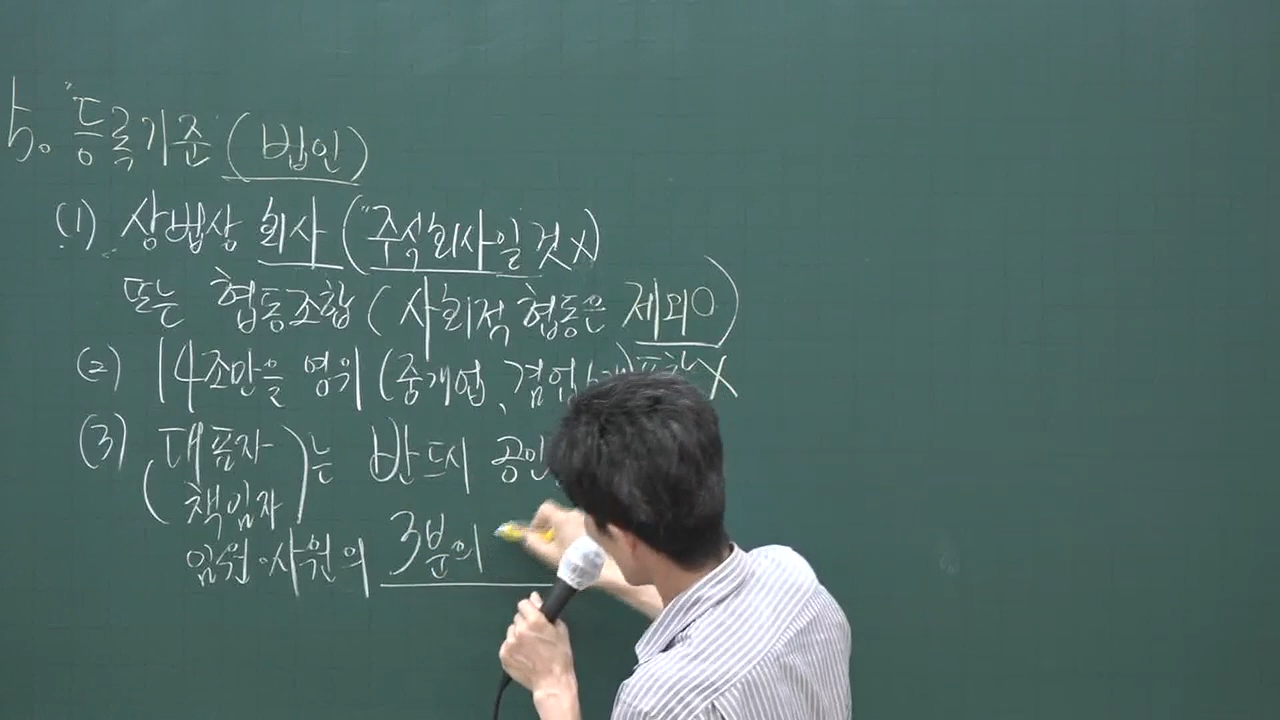 5. "등록기준" (법인)
(1) 상법상 회사 ("주식회사일 것X)
또는 협동조합 (사회적 협동은 제외O)
(2) 14조만을 영위 (중개업, 겸업 X
(3) (대표자 책임자)는 반드시 공인
임원·사원의 3분의